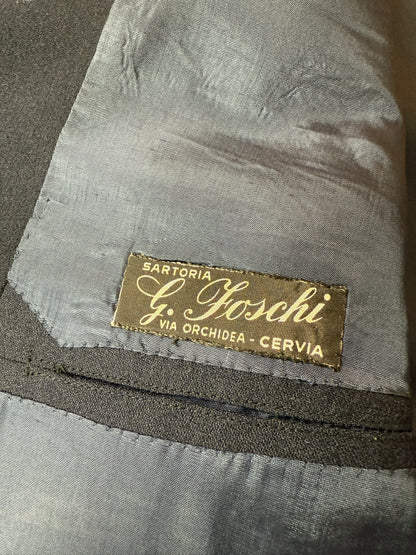 SARTORIA
G. Foschi
VIA ORCHIDEA - CERVIA